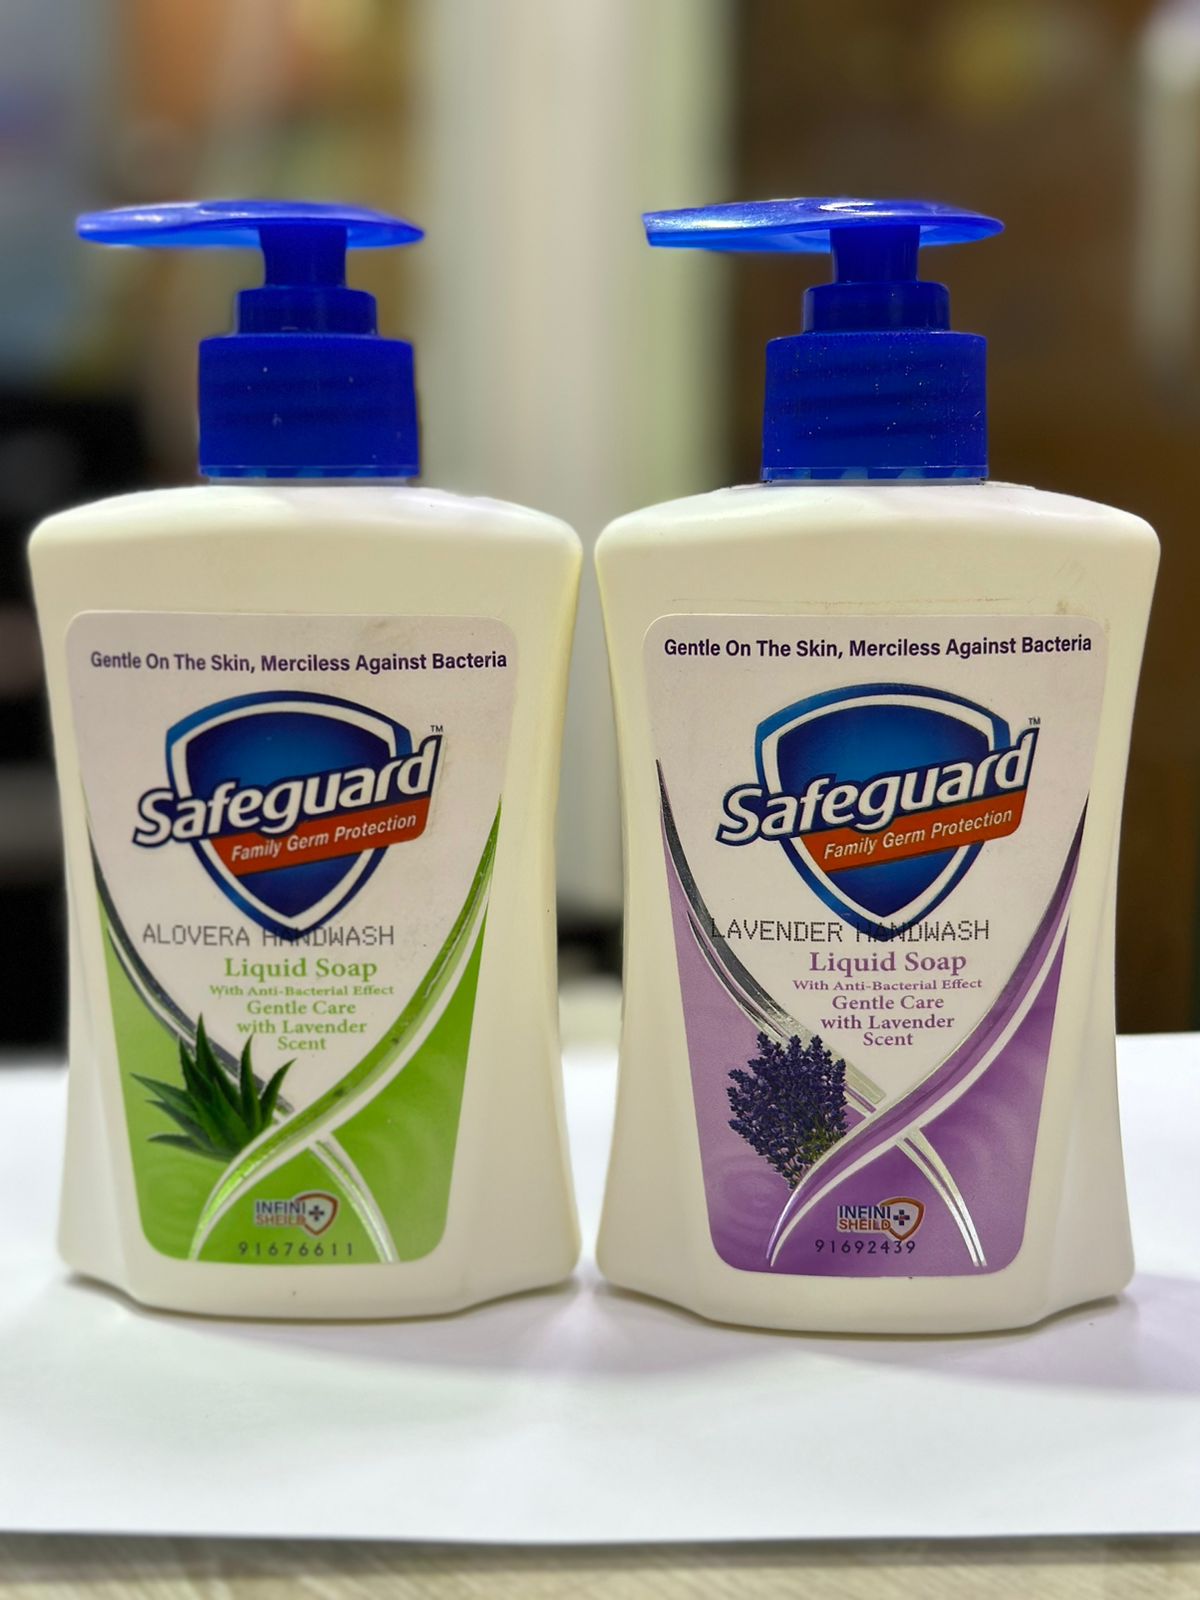 Gentle On The Skin, Merciless Against Bacteria
Safeguard™
Family Germ Protection
ALOVERA HANDWASH
Liquid Soap
With Anti-Bacterial Effect
Gentle Care
with Lavender
Scent
INFINI
SHEILD
91676611
Gentle On The Skin, Merciless Against Bacteria
Safeguard™
Family Germ Protection
LAVENDER HANDWASH
Liquid Soap
With Anti-Bacterial Effect
Gentle Care
with Lavender
Scent
INFINI
SHEILD
91692439